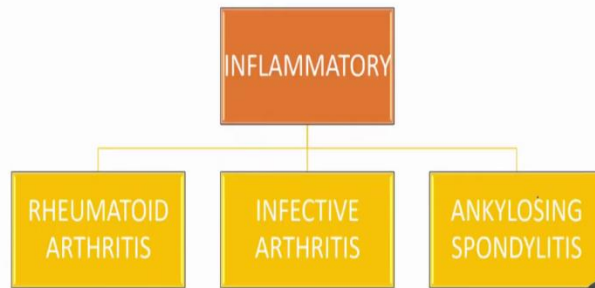 INFLAMMATORY
RHEUMATOID
ARTHRITIS
INFECTIVE
ARTHRITIS
ANKYLOSING
SPONDYLITIS